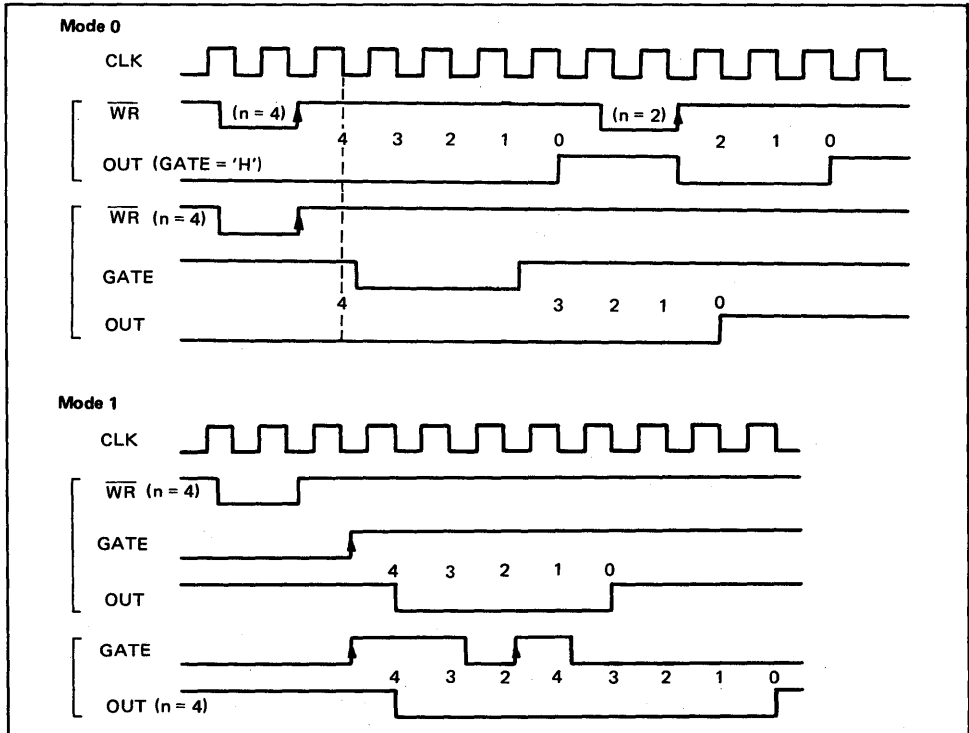 Mode 0
CLK
WR (n = 4) (n = 2)
4 3 2 1 0 2 1 0
OUT (GATE = 'H')
WR (n = 4)
GATE
4 3 2 1 0
OUT
Mode 1
CLK
WR (n = 4)
GATE
4 3 2 1 0
OUT
GATE
4 3 2 4 3 2 1 0
OUT (n = 4)